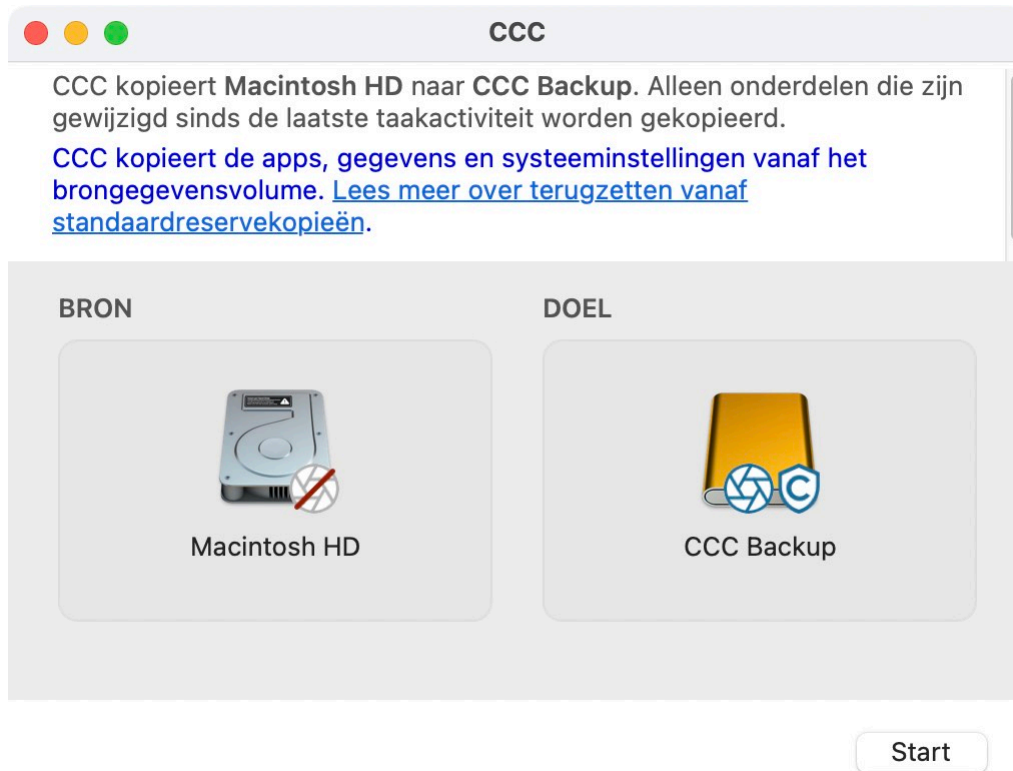 CCC
CCC kopieert Macintosh HD naar CCC Backup. Alleen onderdelen die zijn
gewijzigd sinds de laatste taakactiviteit worden gekopieerd.
CCC kopieert de apps, gegevens en systeeminstellingen vanaf het
brongegevensvolume. Lees meer over terugzetten vanaf
standaardreservekopieën.
BRON
DOEL
Macintosh HD
CCC Backup
Start